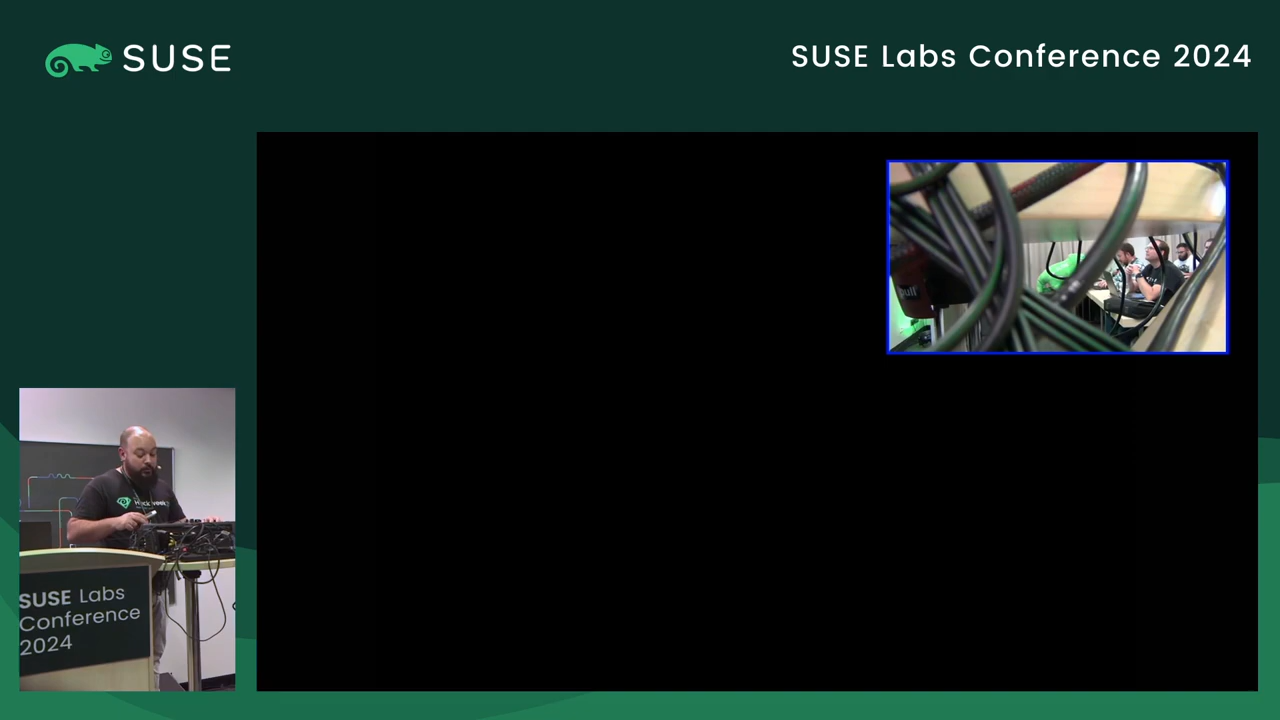 SUSE
SUSE Labs Conference 2024
SUSE Labs
Conference
2024